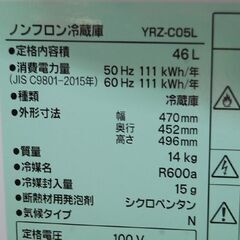 ノンフロン冷蔵庫 YRZ-C05L
●定格内容積 46 L
●消費電力量 50 Hz 111 kWh/年
(JIS C9801-2015年) 60 Hz 111 kWh/年
●種類 冷蔵庫
●外形寸法 幅 470mm
奥行 452mm
高さ 496mm
●質量 14 kg
●冷媒名 R600a
●冷媒封入量 15 g
●断熱材用発泡剤 シクロペンタン
●気候タイプ N
●定格電圧 100 V